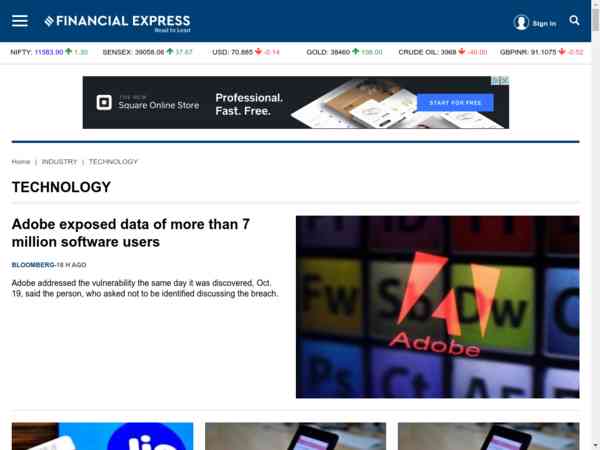 FINANCIAL EXPRESS
Read to Lead
Sign In
NIFTY: 11583.90 1.30 SENSEX: 39058.06 37.67 USD: 70.885 -0.14 GOLD: 38460 156.00 CRUDE OIL: 3968 -40.00 GBPINR: 91.1075 -0.52
THE NEW
Square Online Store
Professional.
Fast. Free.
START FOR FREE
Home | INDUSTRY | TECHNOLOGY
TECHNOLOGY
Adobe exposed data of more than 7
million software users
BLOOMBERG-18 H AGO
Adobe addressed the vulnerability the same day it was discovered, Oct.
19, said the person, who asked not to be identified discussing the breach.
Fw Sb Dw
Adobe
Ps Ct Ae